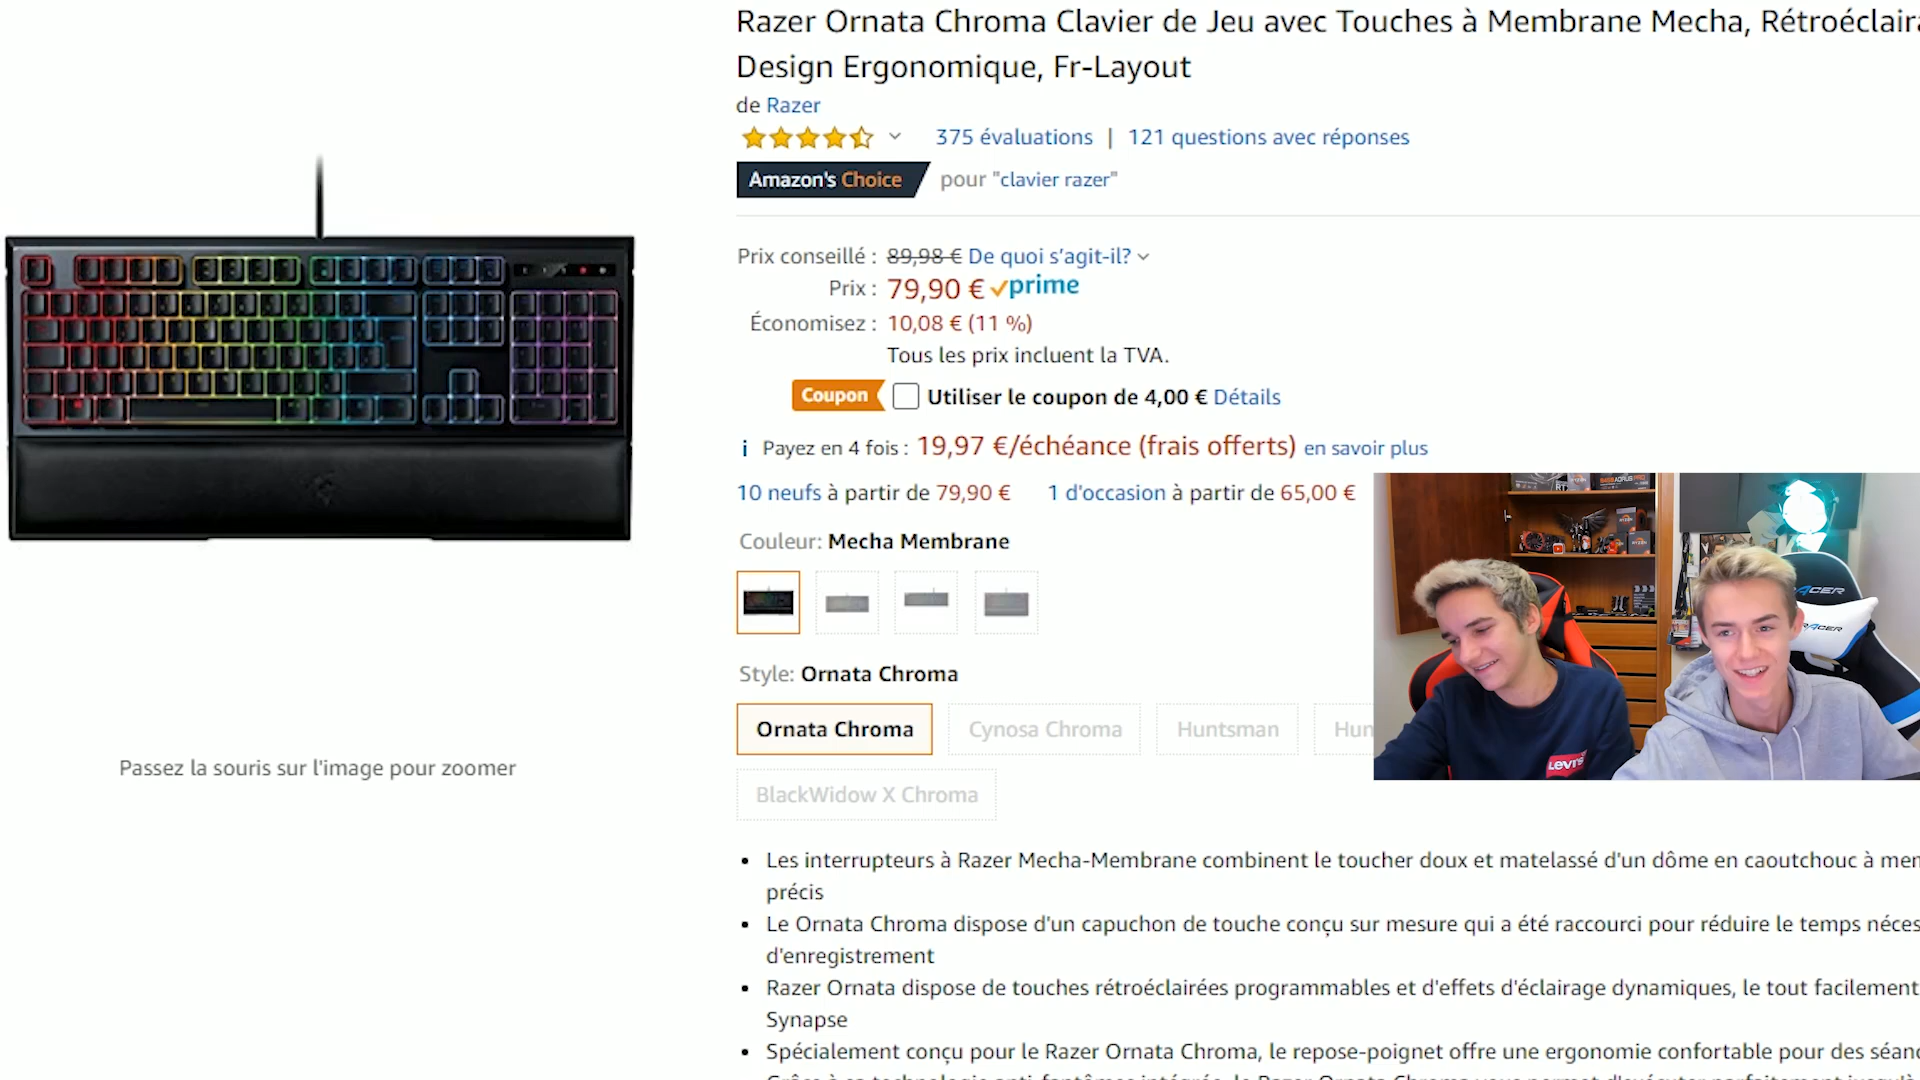 Razer Ornata Chroma Clavier de Jeu avec Touches à Membrane Mecha,
Design Ergonomique, Fr-Layout
de Razer
375 évaluations | 121 questions avec réponses
Amazon's Choice pour "clavier razer"
Prix conseillé : 89,98 € De quoi s'agit-il?
Prix : 79,90 € prime
Économisez : 10,08 € (11 %)
Tous les prix incluent la TVA.
Coupon Utiliser le coupon de 4,00 € Détails
i Payez en 4 fois : 19,97 €/échéance (frais offerts) en savoir plus
10 neufs à partir de 79,90 € 1 d'occasion à partir de 65,00 €
Couleur: Mecha Membrane
Style: Ornata Chroma
Ornata Chroma Cynosa Chroma Huntsman Hun
BlackWidow X Chroma
Passez la souris sur l'image pour zoomer
Levi's
ACER
• Les interrupteurs à Razer Mecha-Membrane combinent le toucher doux et matelassé d'un dôme en caoutchouc à
précis
• Le Ornata Chroma dispose d'un capuchon de touche conçu sur mesure qui a été raccourci pour réduire le temps
d'enregistrement
• Razer Ornata dispose de touches rétroéclairées programmables et d'effets d'éclairage dynamiques, le tout facilement
Synapse
• Spécialement conçu pour le Razer Ornata Chroma, le repose-poignet offre une ergonomie confortable pour des